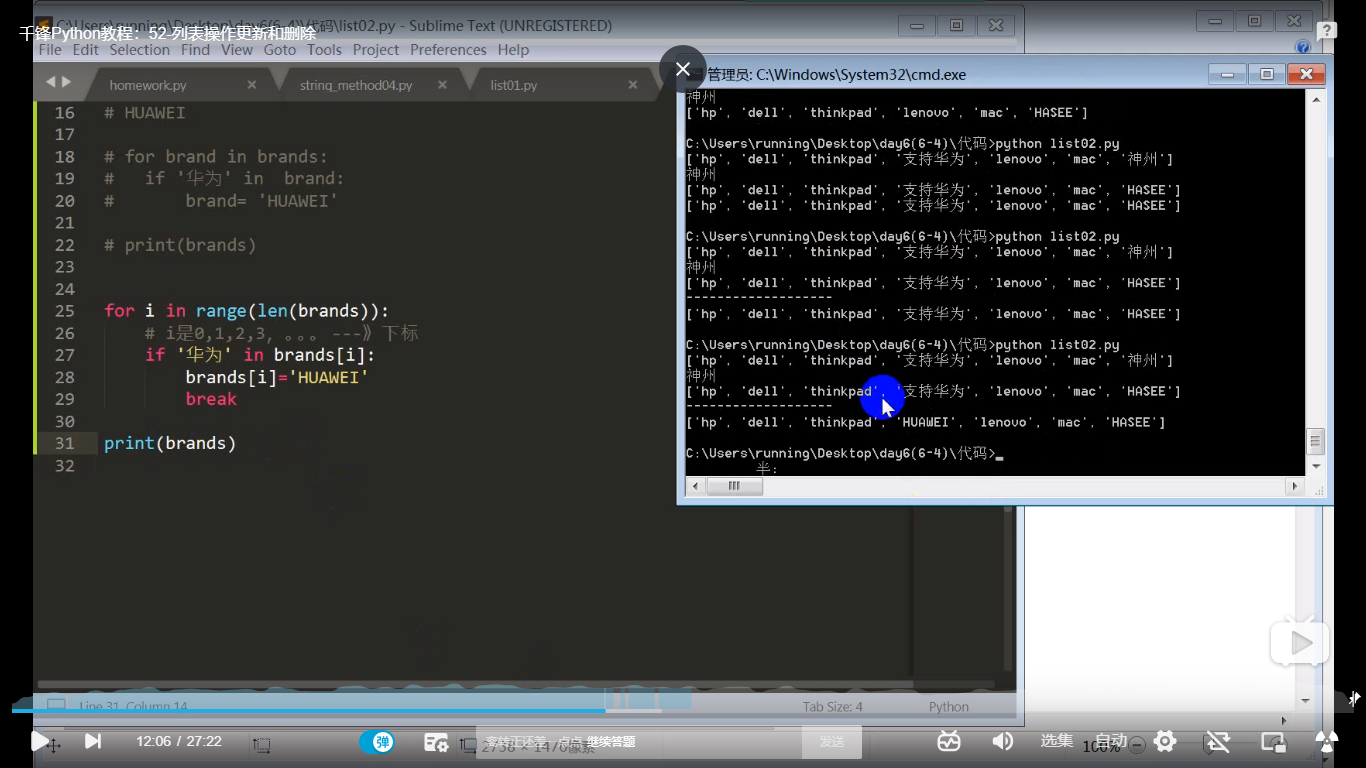 C:\Users\running\Desktop\day6(6-4)\代码\list02.py - Sublime Text (UNREGISTERED)
千锋Python教程：52-列表操作更新和删除
File Edit Selection Find View Goto Tools Project Preferences Help
homework.py
string_method04.py
list01.py
16 # HUAWEI
17
18 # for brand in brands:
19 # if '华为' in brand:
20 # brand= 'HUAWEI'
21
22 # print(brands)
23
24
25 for i in range(len(brands)):
26 # i是0,1,2,3, 。。。 ---》下标
27 if '华为' in brands[i]:
28 brands[i]='HUAWEI'
29 break
30
31 print(brands)
32
管理员: C:\Windows\System32\cmd.exe
神州
['hp', 'dell', 'thinkpad', 'lenovo', 'mac', 'HASEE']
C:\Users\running\Desktop\day6(6-4)\代码>python list02.py
['hp', 'dell', 'thinkpad', '支持华为', 'lenovo', 'mac', '神州']
神州
['hp', 'dell', 'thinkpad', '支持华为', 'lenovo', 'mac', 'HASEE']
['hp', 'dell', 'thinkpad', '支持华为', 'lenovo', 'mac', 'HASEE']
C:\Users\running\Desktop\day6(6-4)\代码>python list02.py
['hp', 'dell', 'thinkpad', '支持华为', 'lenovo', 'mac', '神州']
神州
['hp', 'dell', 'thinkpad', '支持华为', 'lenovo', 'mac', 'HASEE']
-------------------
['hp', 'dell', 'thinkpad', '支持华为', 'lenovo', 'mac', 'HASEE']
C:\Users\running\Desktop\day6(6-4)\代码>python list02.py
['hp', 'dell', 'thinkpad', '支持华为', 'lenovo', 'mac', '神州']
神州
['hp', 'dell', 'thinkpad', '支持华为', 'lenovo', 'mac', 'HASEE']
-------------------
['hp', 'dell', 'thinkpad', 'HUAWEI', 'lenovo', 'mac', 'HASEE']
C:\Users\running\Desktop\day6(6-4)\代码>_
半:
Line 31, Column 14
Tab Size: 4
Python
12:06 / 27:22
弹
继续答题
发送
选集
自动
100%